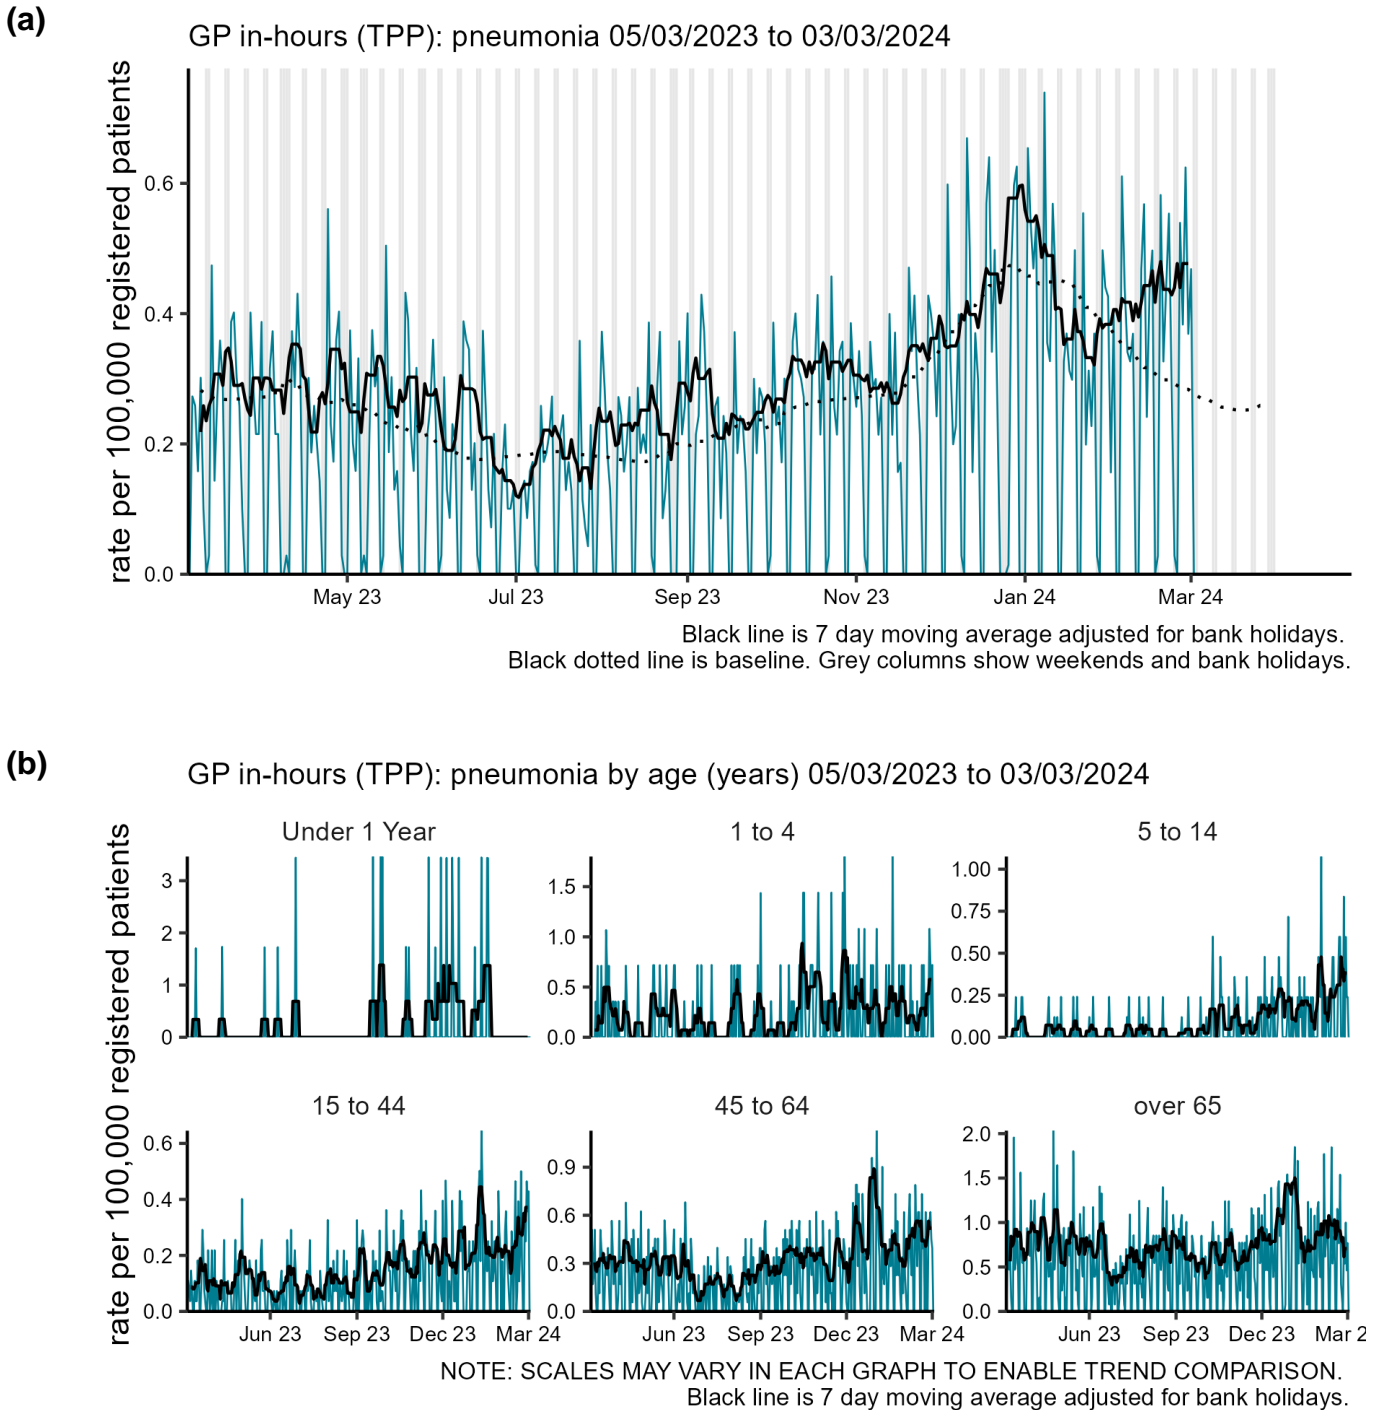 (a)
GP in-hours (TPP): pneumonia 05/03/2023 to 03/03/2024
rate per 100,000 registered patients
0.6
0.4
0.2
0.0
May 23 Jul 23 Sep 23 Nov 23 Jan 24 Mar 24
Black line is 7 day moving average adjusted for bank holidays.
Black dotted line is baseline. Grey columns show weekends and bank holidays.
(b)
GP in-hours (TPP): pneumonia by age (years) 05/03/2023 to 03/03/2024
rate per 100,000 registered patients
Under 1 Year
3
2
1
0
1 to 4
1.5
1.0
0.5
0.0
5 to 14
1.00
0.75
0.50
0.25
0.00
15 to 44
0.6
0.4
0.2
0.0
Jun 23 Sep 23 Dec 23 Mar 24
45 to 64
0.9
0.6
0.3
0.0
Jun 23 Sep 23 Dec 23 Mar 24
over 65
2.0
1.5
1.0
0.5
0.0
Jun 23 Sep 23 Dec 23 Mar 2
NOTE: SCALES MAY VARY IN EACH GRAPH TO ENABLE TREND COMPARISON.
Black line is 7 day moving average adjusted for bank holidays.